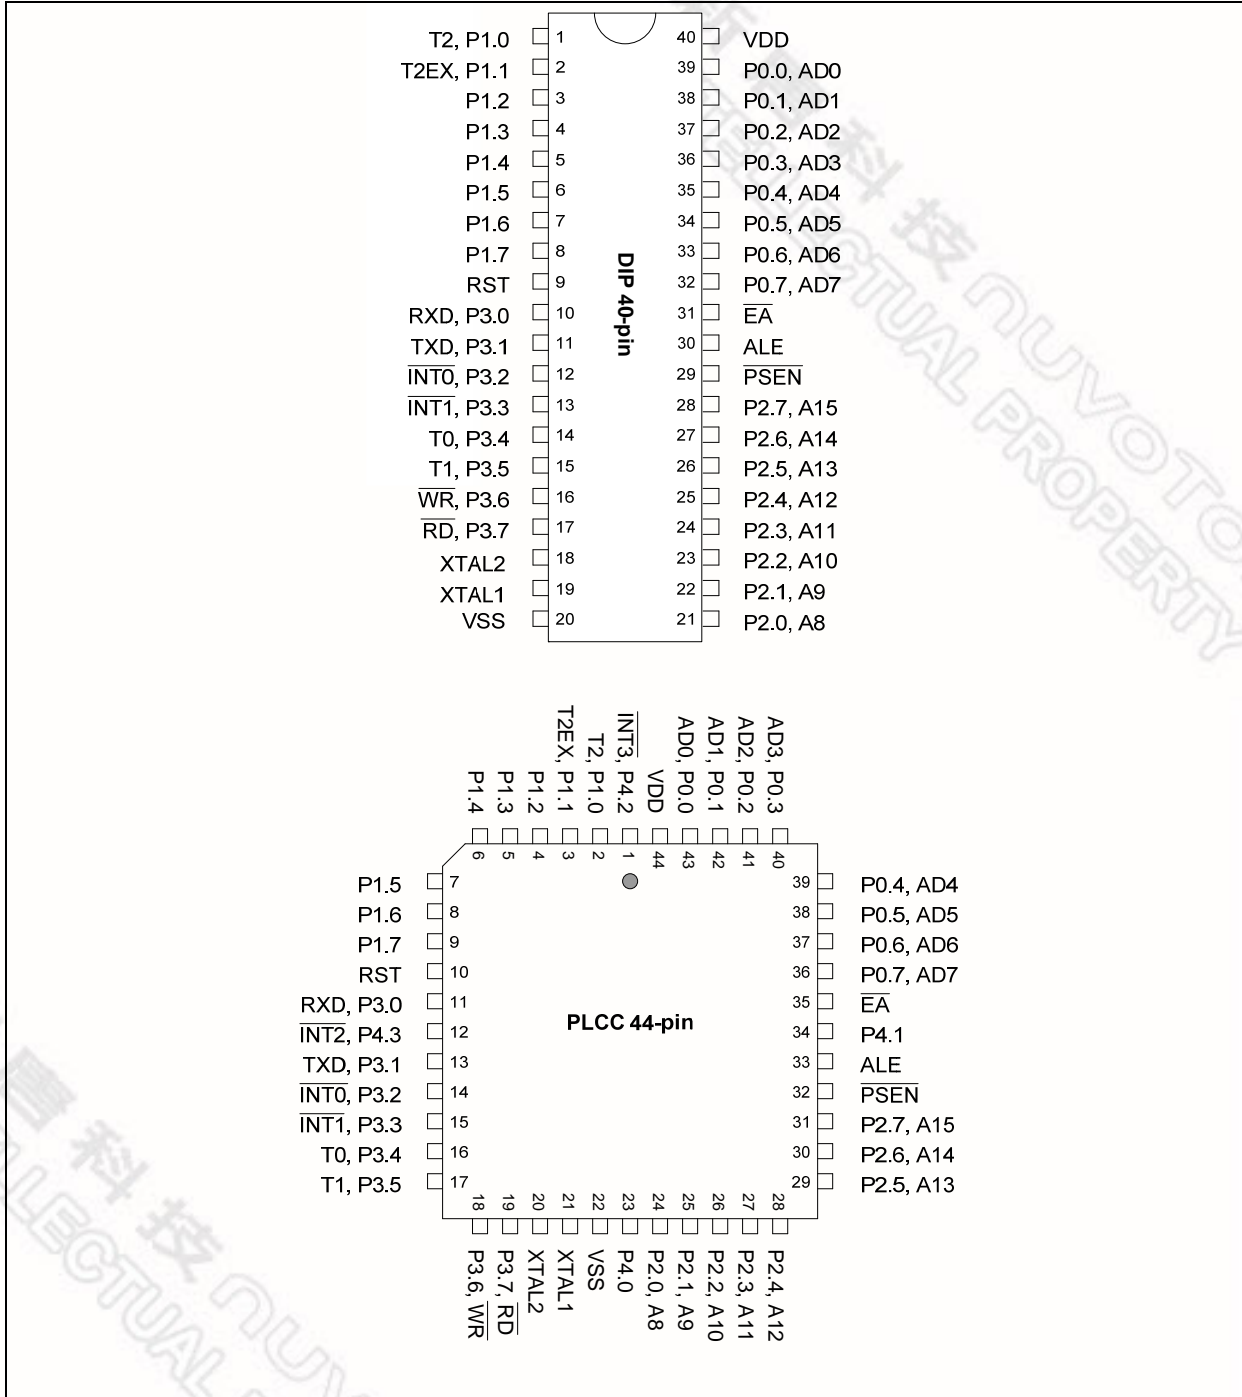 T2, P1.0 1 40 VDD
T2EX, P1.1 2 39 P0.0, AD0
P1.2 3 38 P0.1, AD1
P1.3 4 37 P0.2, AD2
P1.4 5 36 P0.3, AD3
P1.5 6 35 P0.4, AD4
P1.6 7 34 P0.5, AD5
P1.7 8 33 P0.6, AD6
RST 9 32 P0.7, AD7
RXD, P3.0 10 31 EA
TXD, P3.1 11 30 ALE
INT0, P3.2 12 29 PSEN
INT1, P3.3 13 28 P2.7, A15
T0, P3.4 14 27 P2.6, A14
T1, P3.5 15 26 P2.5, A13
WR, P3.6 16 25 P2.4, A12
RD, P3.7 17 24 P2.3, A11
XTAL2 18 23 P2.2, A10
XTAL1 19 22 P2.1, A9
VSS 20 21 P2.0, A8
DIP 40-pin
P1.4
P1.3
P1.2
T2EX, P1.1
T2, P1.0
INT3, P4.2
VDD
AD0, P0.0
AD1, P0.1
AD2, P0.2
AD3, P0.3
6 5 4 3 2 1 44 43 42 41 40
P1.5 7 39 P0.4, AD4
P1.6 8 38 P0.5, AD5
P1.7 9 37 P0.6, AD6
RST 10 36 P0.7, AD7
RXD, P3.0 11 35 EA
INT2, P4.3 12 34 P4.1
TXD, P3.1 13 33 ALE
INT0, P3.2 14 32 PSEN
INT1, P3.3 15 31 P2.7, A15
T0, P3.4 16 30 P2.6, A14
T1, P3.5 17 29 P2.5, A13
PLCC 44-pin
18 19 20 21 22 23 24 25 26 27 28
P3.6, WR
P3.7, RD
XTAL2
XTAL1
VSS
P4.0
P2.0, A8
P2.1, A9
P2.2, A10
P2.3, A11
P2.4, A12
科技 nuvoTo
TELLECTUAL PROPERTY
科技 nuv
LLECTUAL